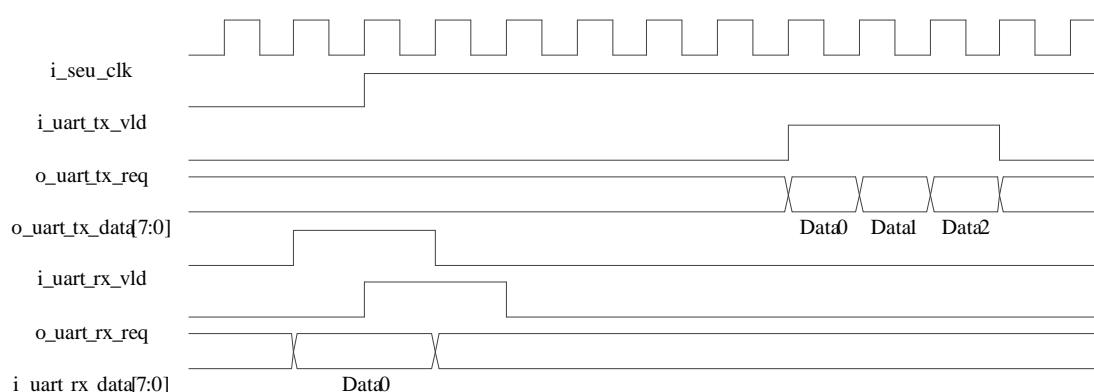 i_seu_clk
i_uart_tx_vld
o_uart_tx_req
o_uart_tx_data[7:0] Data0 Data1 Data2
i_uart_rx_vld
o_uart_rx_req
i_uart_rx_data[7:0] Data0